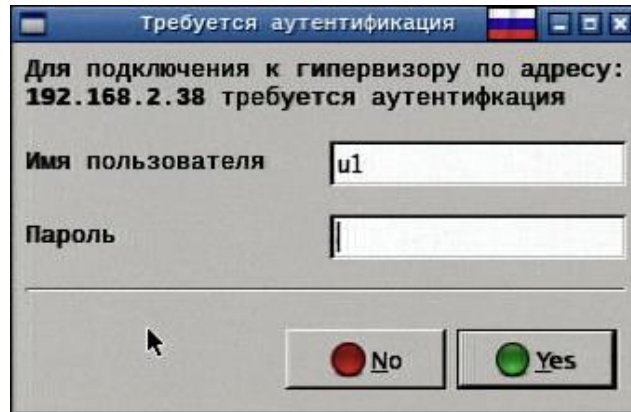 Требуется аутентификация
Для подключения к гипервизору по адресу:
192.168.2.38 требуется аутентифкация
Имя пользователя
u1
Пароль
No
Yes